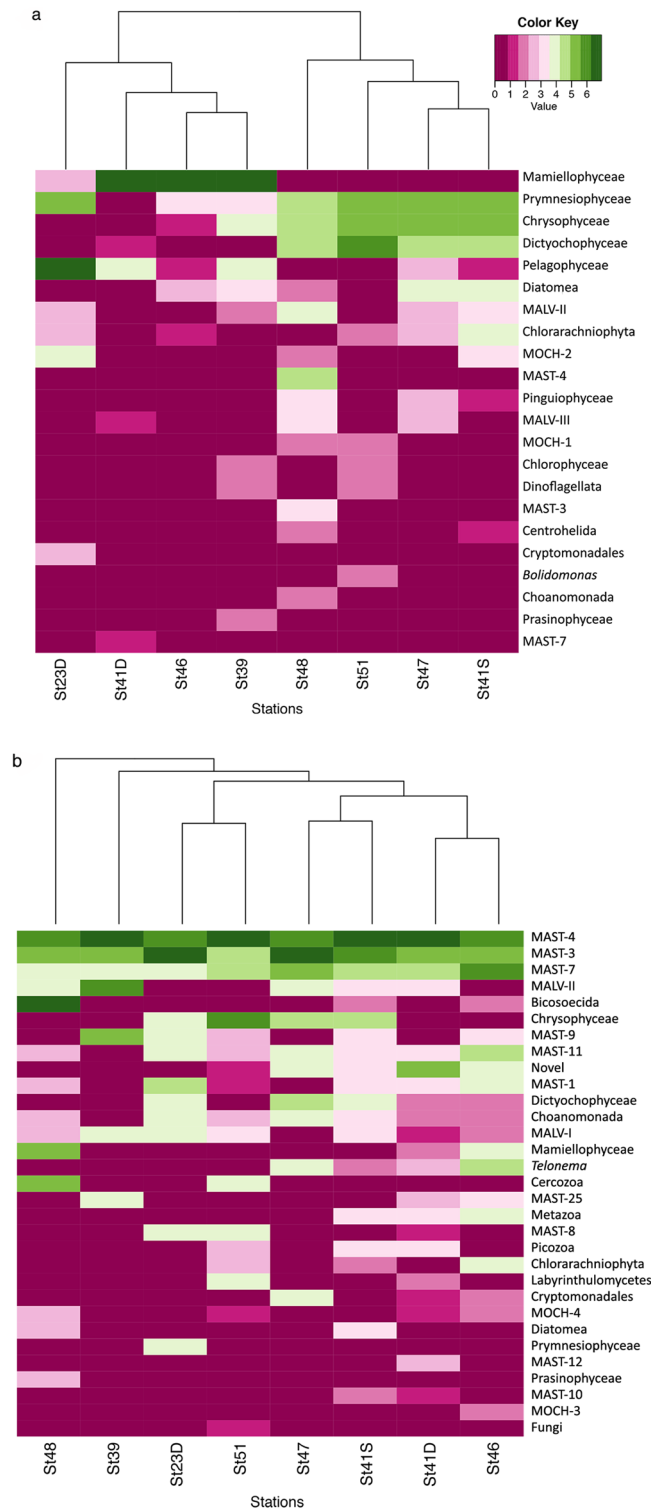 a
Color Key
0 1 2 3 4 5 6
Value
Mamiellophyceae
Prymnesiophyceae
Chrysophyceae
Dictyochophyceae
Pelagophyceae
Diatomea
MALV-II
Chlorarachniophyta
MOCH-2
MAST-4
Pinguiophyceae
MALV-III
MOCH-1
Chlorophyceae
Dinoflagellata
MAST-3
Centrohelida
Cryptomonadales
Bolidomonas
Choanomonada
Prasinophyceae
MAST-7
St23D St41D St46 St39 St48 St51 St47 St41S
Stations
b
MAST-4
MAST-3
MAST-7
MALV-II
Bicosoecida
Chrysophyceae
MAST-9
MAST-11
Novel
MAST-1
Dictyochophyceae
Choanomonada
MALV-I
Mamiellophyceae
Telonema
Cercozoa
MAST-25
Metazoa
MAST-8
Picozoa
Chlorarachniophyta
Labyrinthulomycetes
Cryptomonadales
MOCH-4
Diatomea
Prymnesiophyceae
MAST-12
Prasinophyceae
MAST-10
MOCH-3
Fungi
St48 St39 St23D St51 St47 St41S St41D St46
Stations